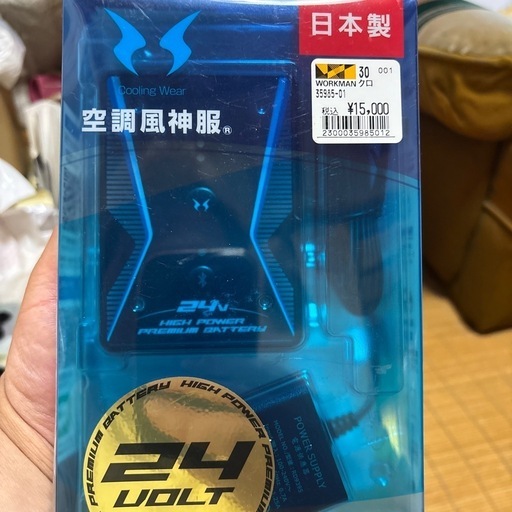 日本製
30 001
WORKMAN クロ
35985-01
税込 ¥15,000
2300035985012
Cooling Wear
空調風神服®
24V
HIGH POWER
PREMIUM BATTERY
PREMIUM BATTERY HIGH POWER
24
VOLT
POWER SUPPLY